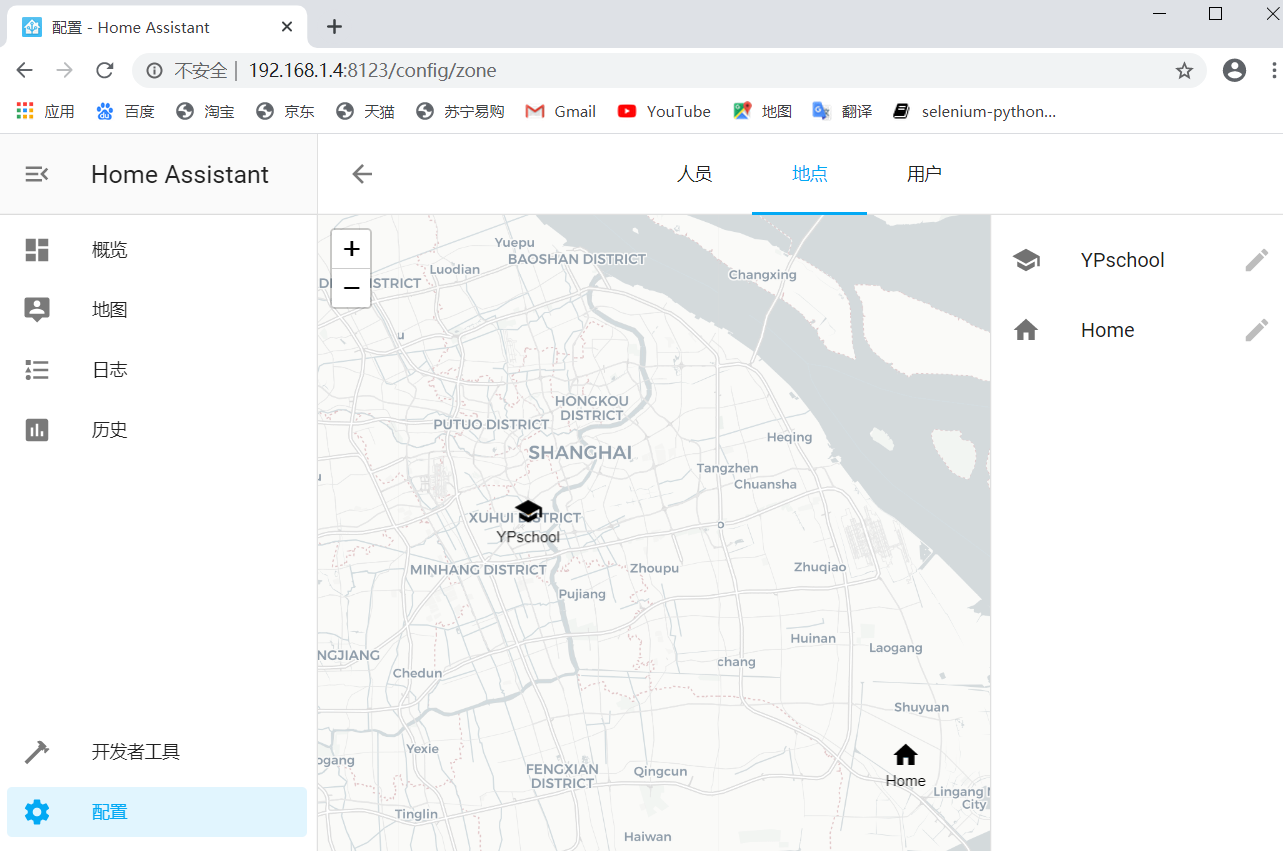 配置 - Home Assistant
不安全 | 192.168.1.4:8123/config/zone
应用 百度 淘宝 京东 天猫 苏宁易购 Gmail YouTube 地图 翻译 selenium-python...
Home Assistant
人员 地点 用户
概览
地图
日志
历史
开发者工具
配置
+
−
Yuepu
BAOSHAN DISTRICT
Luodian
Changxing
STRICT
u
HONGKOU
DISTRICT
PUTUO DISTRICT
Heqing
SHANGHAI
Tangzhen
Chuansha
XUHUI DISTRICT
YPschool
MINHANG DISTRICT
Zhoupu
Zhuqiao
Pujiang
Huinan
Laogang
NGJIANG
chang
Chedun
Shuyuan
Yexie
ogang
Home
FENGXIAN
DISTRICT
Qingcun
Lingang N
City
Tinglin
Haiwan
YPschool
Home